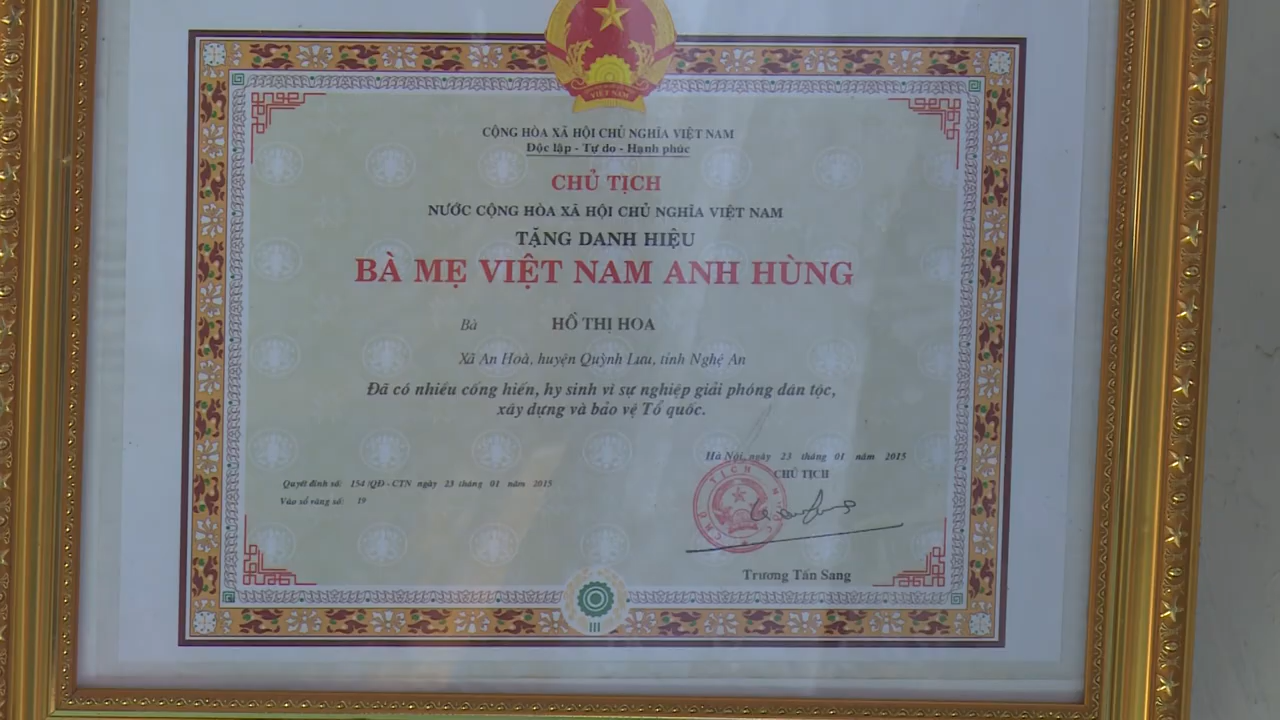 VIỆT NAM
CỘNG HÒA XÃ HỘI CHỦ NGHĨA VIỆT NAM
Độc lập - Tự do - Hạnh phúc
CHỦ TỊCH
NƯỚC CỘNG HÒA XÃ HỘI CHỦ NGHĨA VIỆT NAM
TẶNG DANH HIỆU
BÀ MẸ VIỆT NAM ANH HÙNG
Bà HỒ THỊ HOA
Xã An Hoà, huyện Quỳnh Lưu, tỉnh Nghệ An
Đã có nhiều cống hiến, hy sinh vì sự nghiệp giải phóng dân tộc,
xây dựng và bảo vệ Tổ quốc.
Hà Nội, ngày 23 tháng 01 năm 2015
CHỦ TỊCH
Quyết định số: 154 /QĐ - CTN ngày 23 tháng 01 năm 2015
Vào sổ vàng số: 19
Trương Tấn Sang